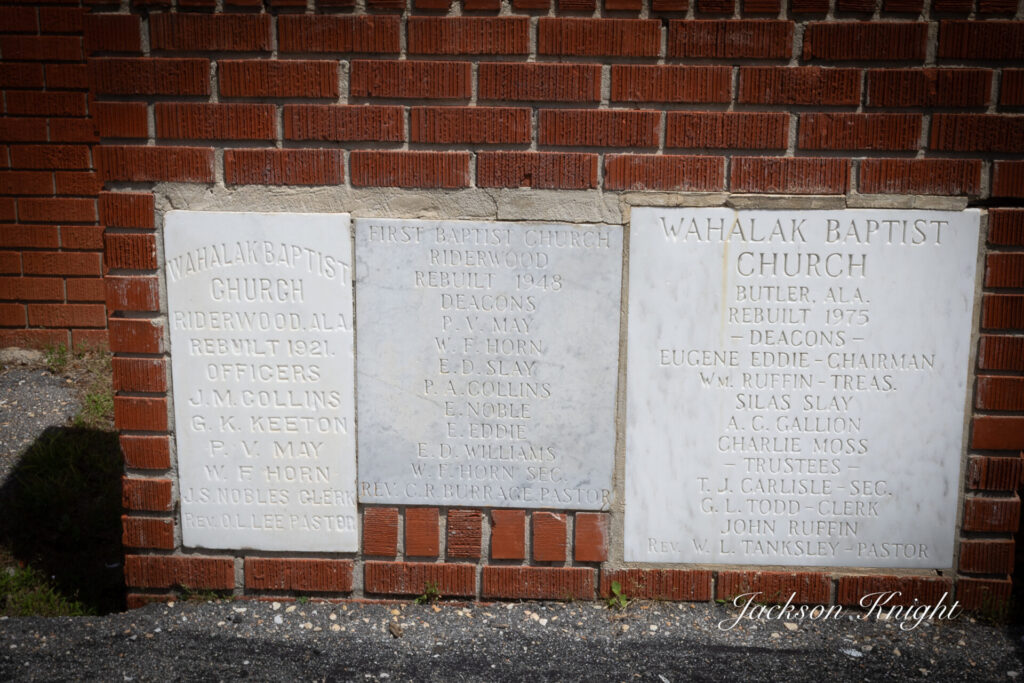 WAHALAK BAPTIST
CHURCH
RIDERWOOD, ALA
REBUILT 1921.
OFFICERS
J. M. COLLINS
G. K. KEETON
P. V. MAY
W. F. HORN
J.S. NOBLES CLERK
REV. O. L. LEE PASTOR
FIRST BAPTIST CHURCH
RIDERWOOD
REBUILT 1948
DEACONS
P. V. MAY
W. F. HORN
E. D. SLAY
P. A. COLLINS
E. NOBLE
E. EDDIE
E. D. WILLIAMS
W. F. HORN SEC.
REV. C. R. BURRAGE PASTOR
WAHALAK BAPTIST
CHURCH
BUTLER, ALA.
REBUILT 1975
– DEACONS –
EUGENE EDDIE – CHAIRMAN
WM. RUFFIN – TREAS.
SILAS SLAY
A. C. GALLION
CHARLIE MOSS
– TRUSTEES –
T. J. CARLISLE – SEC.
G. L. TODD – CLERK
JOHN RUFFIN
REV. W. L. TANKSLEY – PASTOR
Jackson Knight